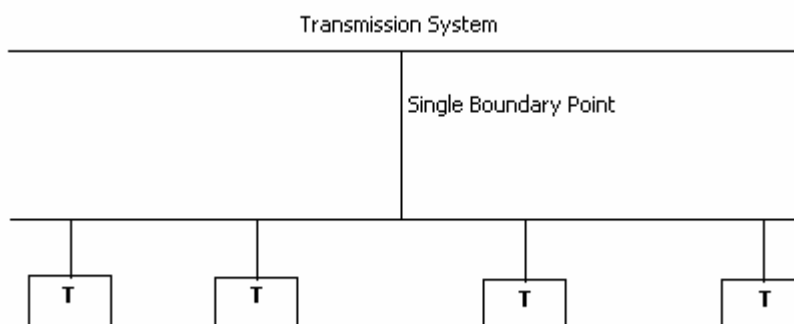 Transmission System
Single Boundary Point
T T T T